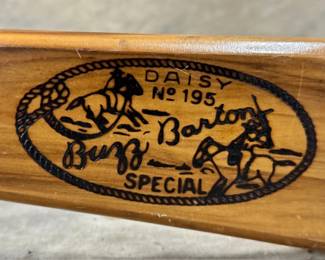 DAISY
No 195
Buzz Barton
SPECIAL